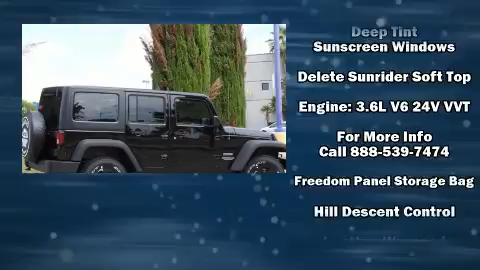 Deep Tint
Sunscreen Windows
Delete Sunrider Soft Top
Engine: 3.6L V6 24V VVT
For More Info
Call 888-539-7474
Freedom Panel Storage Bag
Hill Descent Control